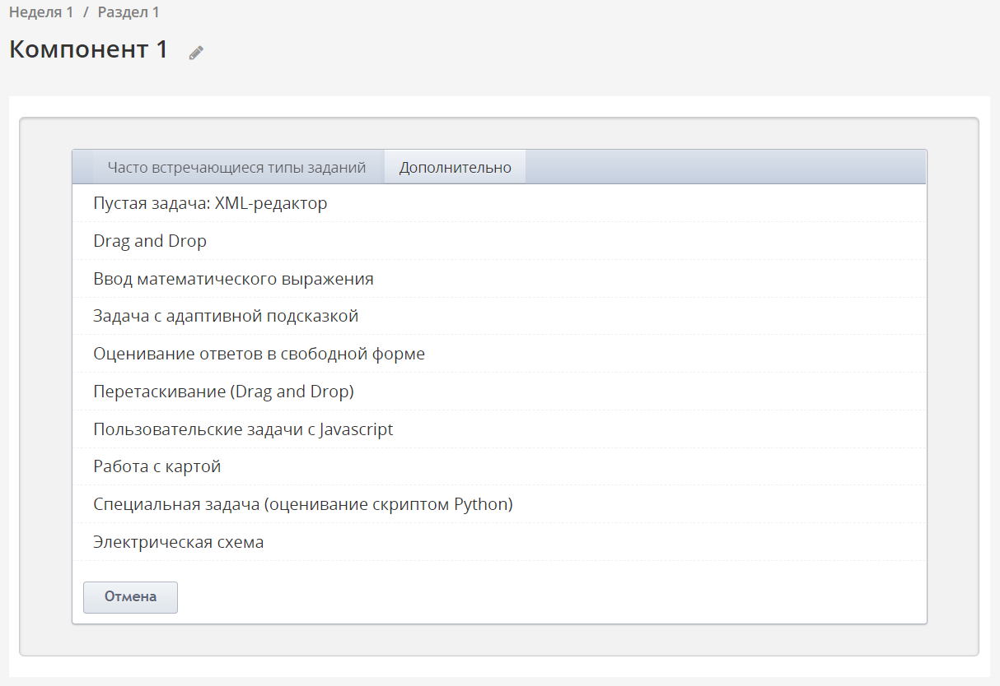 Неделя 1 / Раздел 1
Компонент 1
Часто встречающиеся типы заданий Дополнительно
Пустая задача: XML-редактор
Drag and Drop
Ввод математического выражения
Задача с адаптивной подсказкой
Оценивание ответов в свободной форме
Перетаскивание (Drag and Drop)
Пользовательские задачи с Javascript
Работа с картой
Специальная задача (оценивание скриптом Python)
Электрическая схема
Отмена